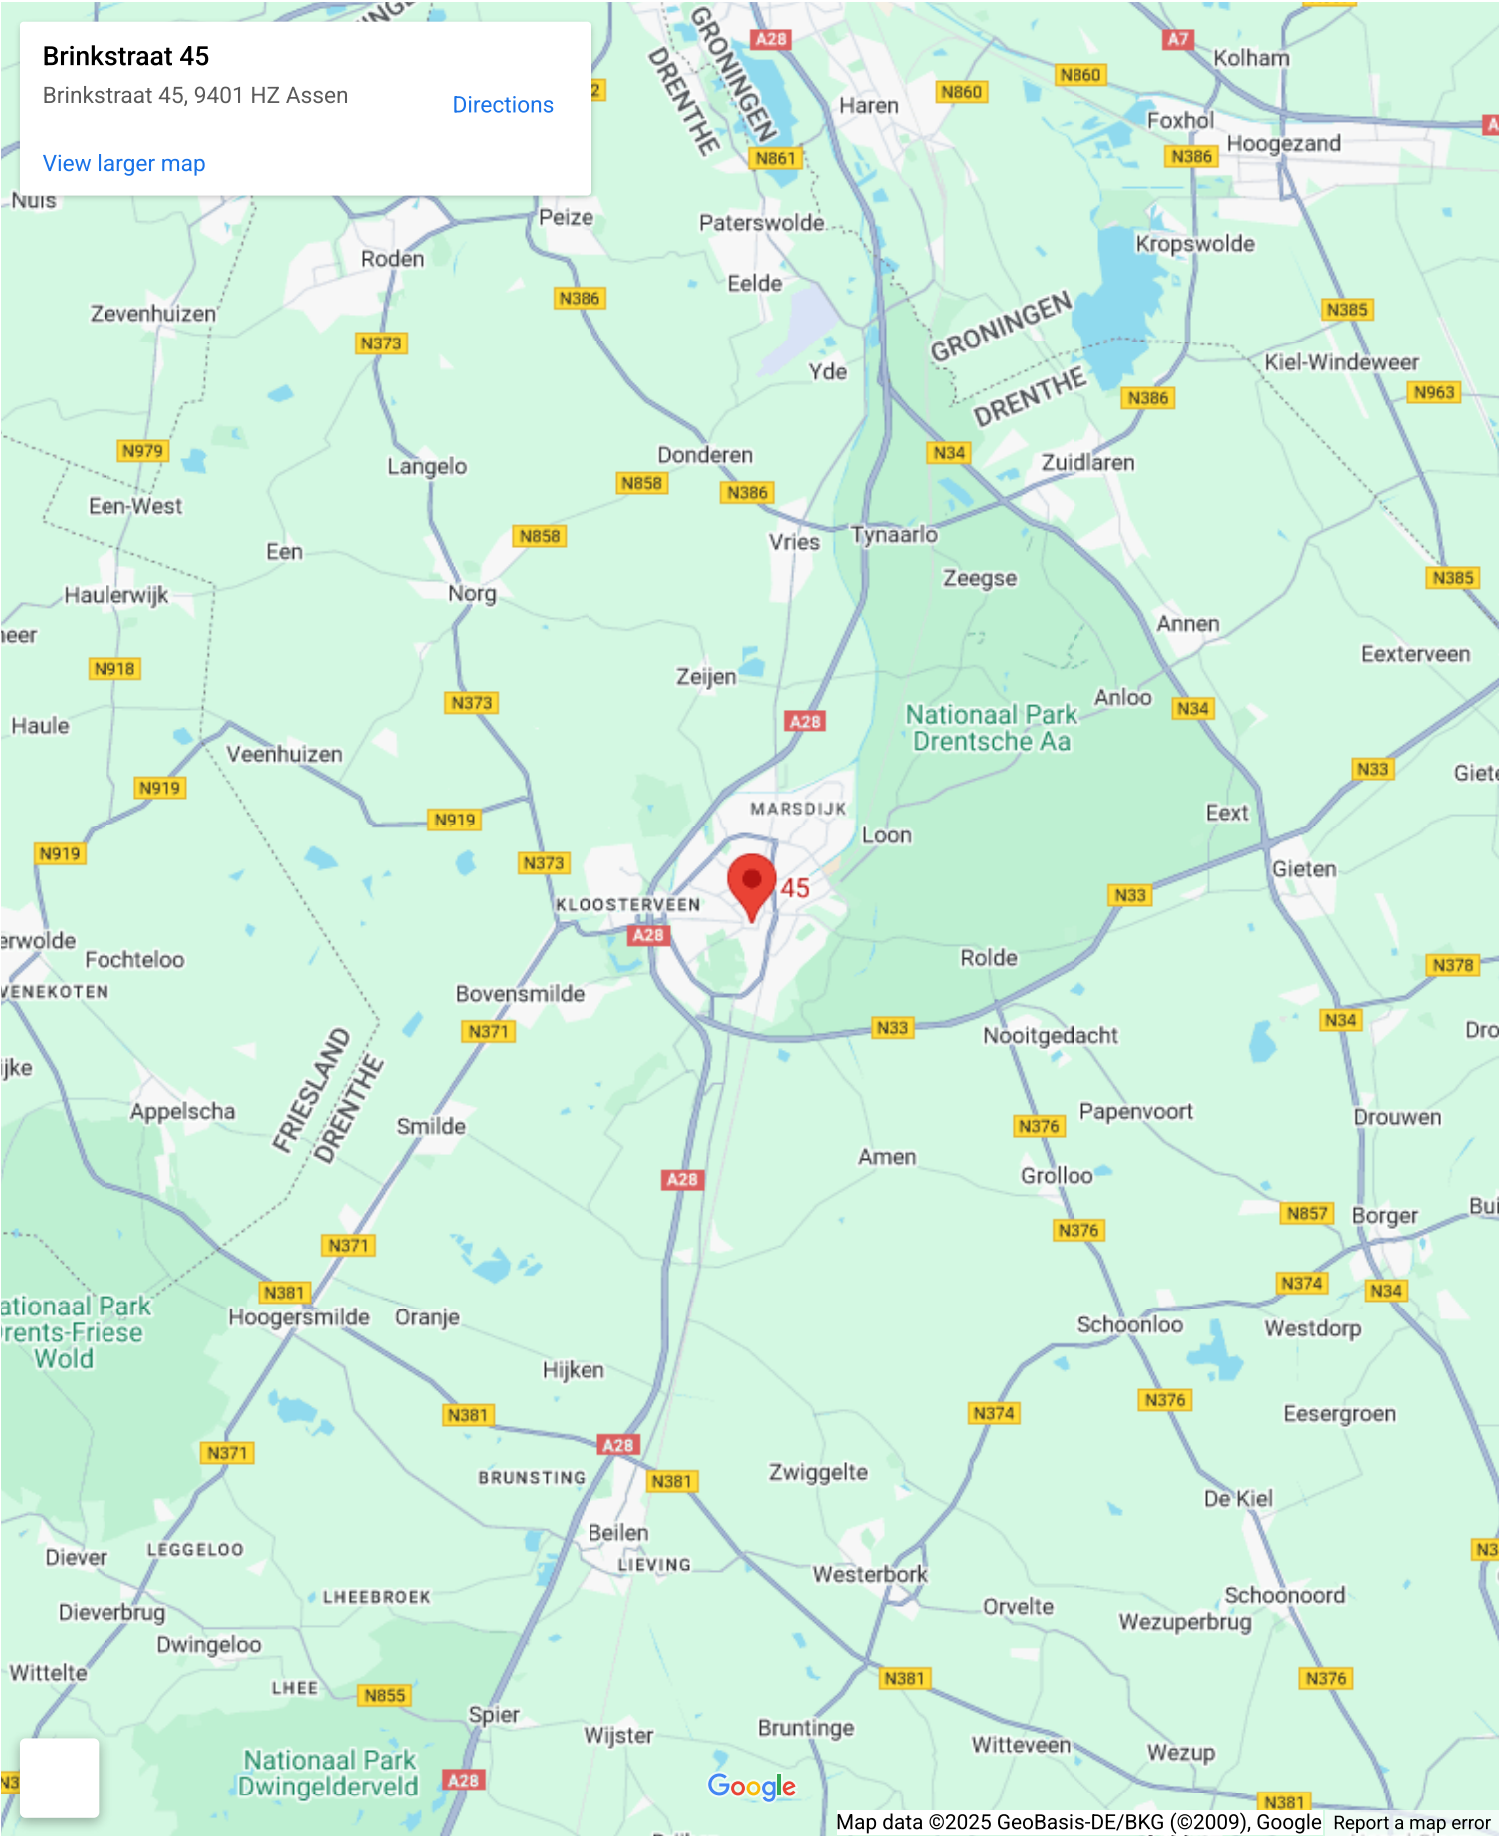 Brinkstraat 45
Brinkstraat 45, 9401 HZ Assen
Directions
View larger map
GRONINGEN
DRENTHE
A28
A7
Kolham
N860
N860
Haren
Foxhol
Hoogezand
N861
N386
Nuis
Peize
Paterswolde
Kropswolde
Roden
Eelde
N386
Zevenhuizen
N385
N373
GRONINGEN
DRENTHE
Yde
Kiel-Windeweer
N386
N963
N979
Donderen
N34
Zuidlaren
Langelo
N858
N386
Een-West
N858
Vries
Tynaarlo
Een
Zeegse
N385
Haulerwijk
Norg
Annen
Eexterveen
N918
Zeijen
Anloo
N373
N34
Haule
A28
Nationaal Park
Drentsche Aa
Veenhuizen
N33
N919
MARSDIJK
Eext
N919
Loon
N919
N373
Gieten
45
N33
KLOOSTERVEEN
A28
Fochteloo
Rolde
N378
VENEKOTEN
Bovensmilde
N371
N33
N34
Nooitgedacht
FRIESLAND
DRENTHE
Appelscha
Smilde
Papenvoort
Drouwen
N376
Amen
A28
Grolloo
N857
Borger
N376
N371
N374
N34
N381
Hoogersmilde
Oranje
Schoonloo
Westdorp
Wold
Hijken
N376
N381
N374
Eesergroen
A28
N371
BRUNSTING
N381
Zwiggelte
De Kiel
Beilen
LEGGELOO
Diever
LIEVING
Westerbork
LHEEBROEK
Schoonoord
Dieverbrug
Orvelte
Wezuperbrug
Dwingeloo
Wittelte
LHEE
N855
N381
N376
Spier
Wijster
Bruntinge
Witteveen
Wezup
Nationaal Park
Dwingelderveld
A28
Google
N381
Map data ©2025 GeoBasis-DE/BKG (©2009), Google
Report a map error